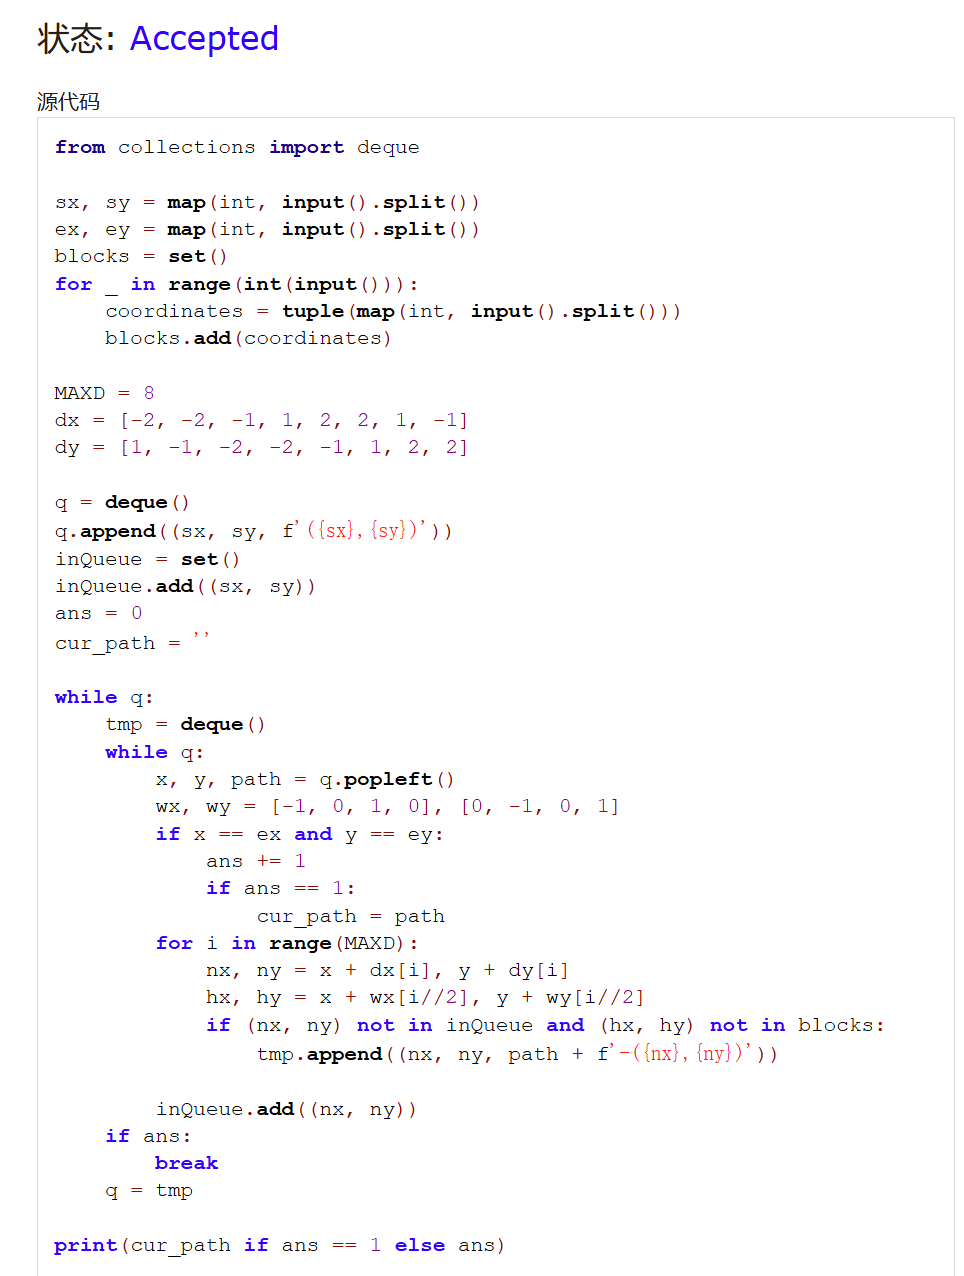 状态: Accepted
源代码
from collections import deque
sx, sy = map(int, input().split())
ex, ey = map(int, input().split())
blocks = set()
for _ in range(int(input())):
    coordinates = tuple(map(int, input().split()))
    blocks.add(coordinates)
MAXD = 8
dx = [-2, -2, -1, 1, 2, 2, 1, -1]
dy = [1, -1, -2, -2, -1, 1, 2, 2]
q = deque()
q.append((sx, sy, f'({sx},{sy})'))
inQueue = set()
inQueue.add((sx, sy))
ans = 0
cur_path = ''
while q:
    tmp = deque()
    while q:
        x, y, path = q.popleft()
        wx, wy = [-1, 0, 1, 0], [0, -1, 0, 1]
        if x == ex and y == ey:
            ans += 1
            if ans == 1:
                cur_path = path
        for i in range(MAXD):
            nx, ny = x + dx[i], y + dy[i]
            hx, hy = x + wx[i//2], y + wy[i//2]
            if (nx, ny) not in inQueue and (hx, hy) not in blocks:
                tmp.append((nx, ny, path + f'-({nx},{ny})'))
        inQueue.add((nx, ny))
    if ans:
        break
    q = tmp
print(cur_path if ans == 1 else ans)